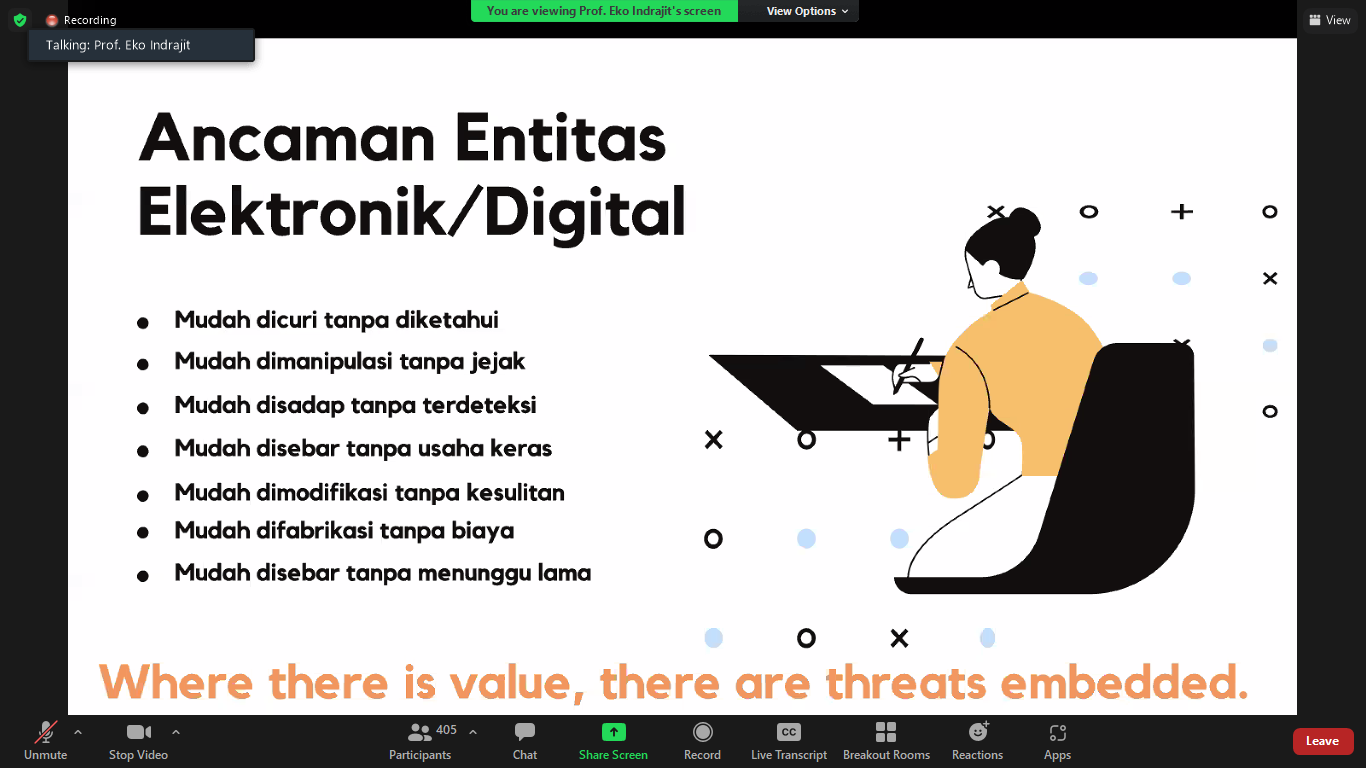 You are viewing Prof. Eko Indrajit's screen
View Options
Recording
View
Talking: Prof. Eko Indrajit
Ancaman Entitas
Elektronik/Digital
Mudah dicuri tanpa diketahui
Mudah dimanipulasi tanpa jejak
Mudah disadap tanpa terdeteksi
Mudah disebar tanpa usaha keras
Mudah dimodifikasi tanpa kesulitan
Mudah difabrikasi tanpa biaya
Mudah disebar tanpa menunggu lama
Where there is value, there are threats embedded.
Unmute
Stop Video
405
Participants
Chat
Share Screen
Record
CC
Live Transcript
Breakout Rooms
Reactions
Apps
Leave